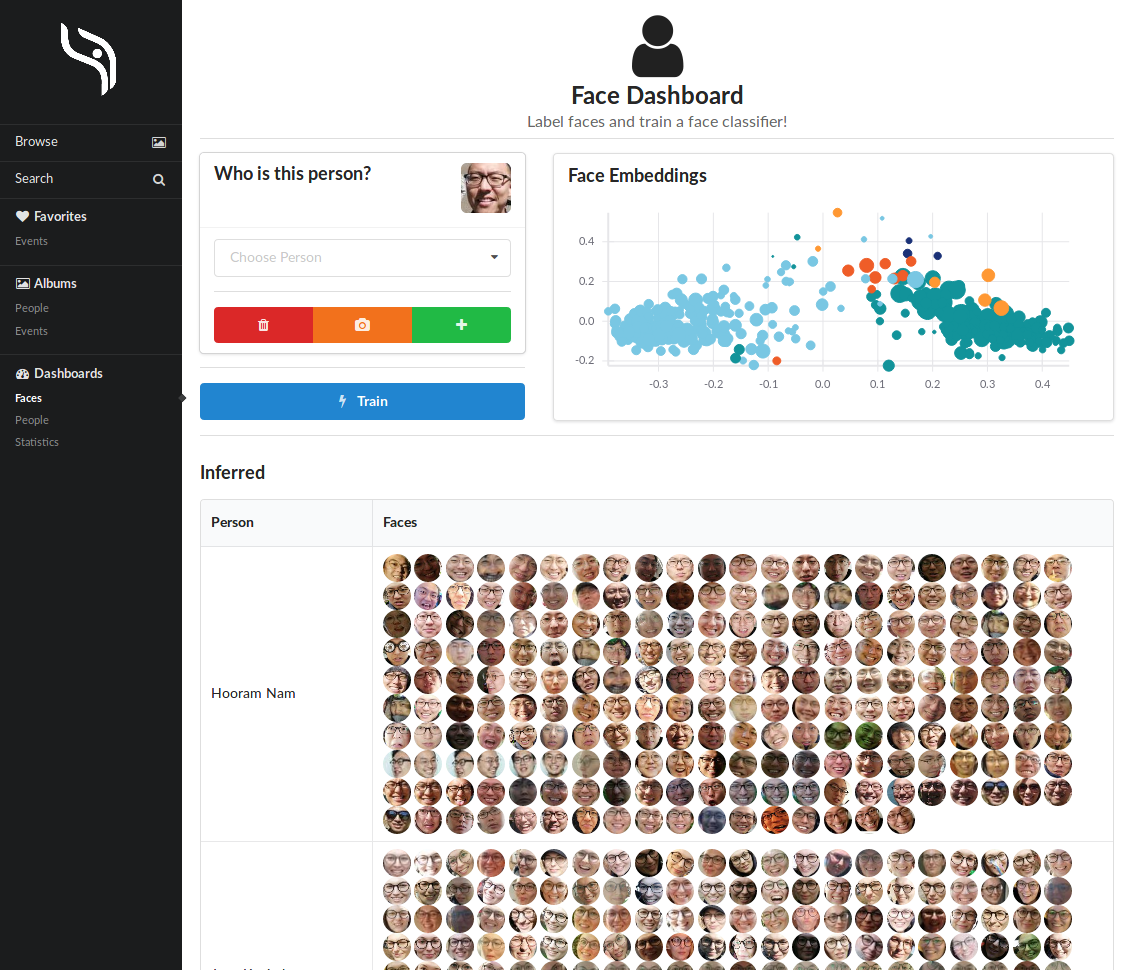 Face Dashboard
Label faces and train a face classifier!
Browse
Search
Favorites
Events
Albums
People
Events
Dashboards
Faces
People
Statistics
Who is this person?
Choose Person
Train
Face Embeddings
0.4
0.2
0.0
-0.2
-0.3
-0.2
-0.1
0.0
0.1
0.2
0.3
0.4
Inferred
Person
Faces
Hooram Nam